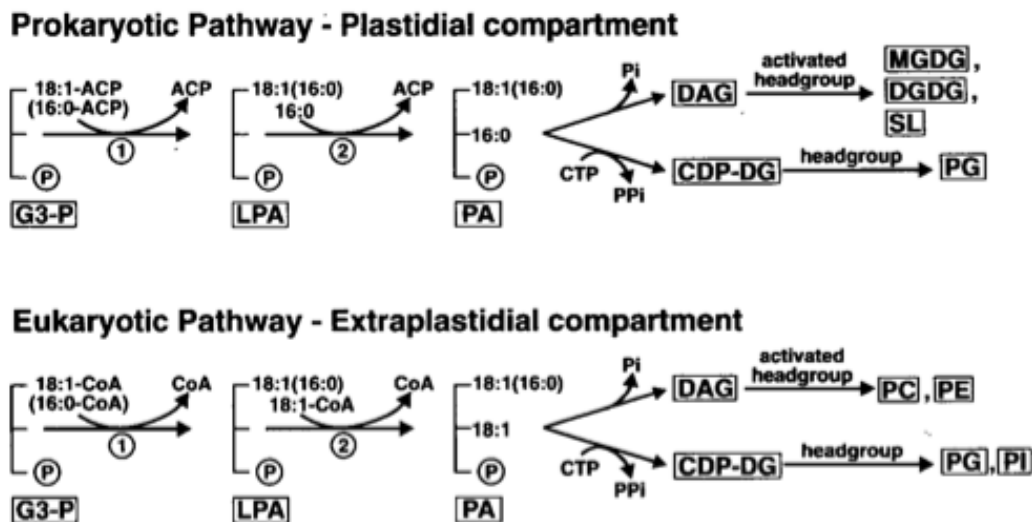 Prokaryotic Pathway - Plastidial compartment
18:1-ACP ACP 18:1(16:0) ACP 18:1(16:0) Pi activated MGDG,
(16:0-ACP) 16:0 DAG headgroup DGDG,
1 2 16:0 SL
P P P CTP PPi CDP-DG headgroup PG
G3-P LPA PA
Eukaryotic Pathway - Extraplastidial compartment
18:1-CoA CoA 18:1(16:0) CoA 18:1(16:0) Pi activated
(16:0-CoA) 18:1-CoA DAG headgroup PC, PE
1 2 18:1
P P P CTP PPi CDP-DG headgroup PG, PI
G3-P LPA PA